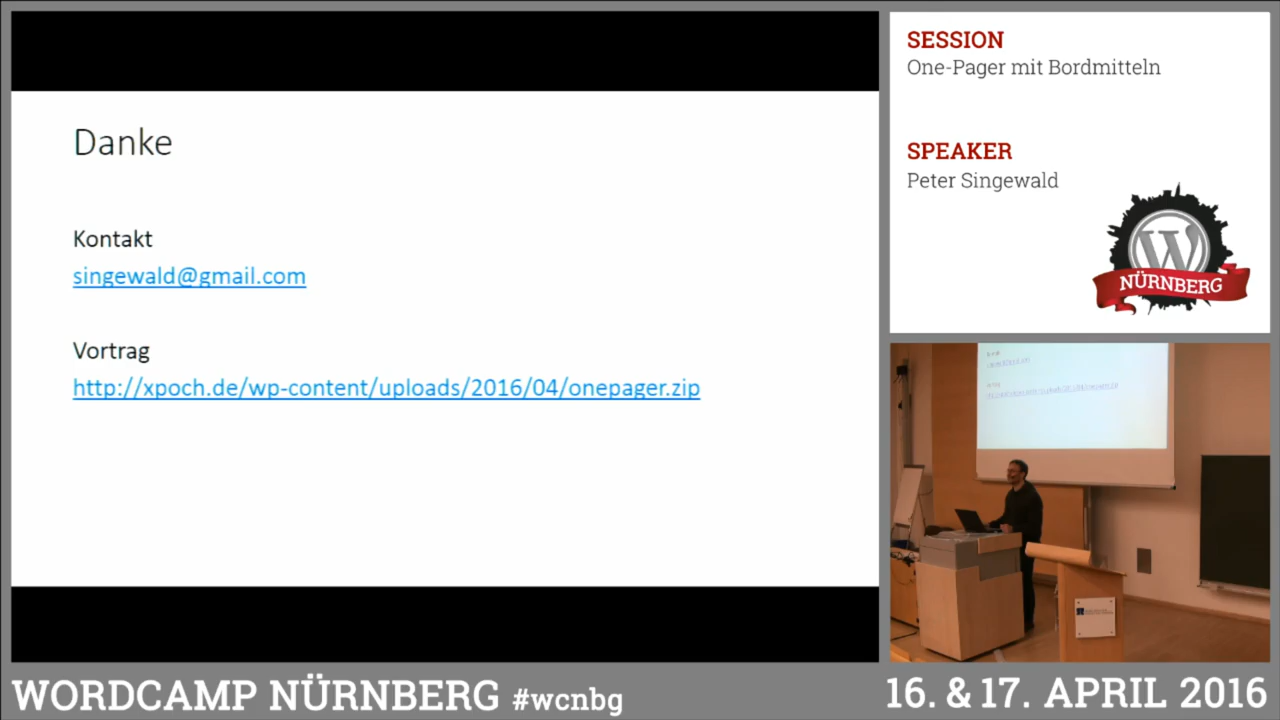 Danke
Kontakt
singewald@gmail.com
Vortrag
http://xpoch.de/wp-content/uploads/2016/04/onepager.zip
SESSION
One-Pager mit Bordmitteln
SPEAKER
Peter Singewald
W
NÜRNBERG
WORDCAMP NÜRNBERG #wcnbg
16. & 17. APRIL 2016